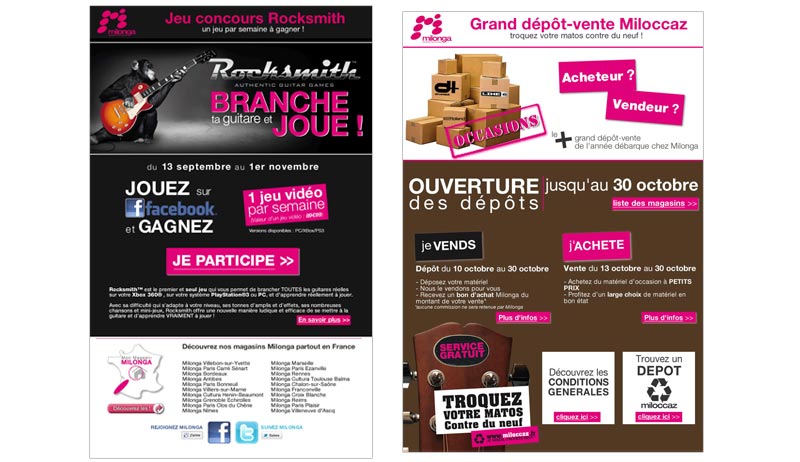 milonga
Jeu concours Rocksmith
un jeu par semaine à gagner !
Rocksmith™
AUTHENTIC GUITAR GAMES
BRANCHE
ta guitare et JOUE !
du 13 septembre au 1er novembre
JOUEZ sur
facebook
et GAGNEZ
1 jeu vidéo
par semaine
Versions disponibles : PC/XBox/PS3
JE PARTICIPE >>
Rocksmith™ est le premier et seul jeu qui vous permet de brancher TOUTES les guitares réelles
sur votre Xbox 360®, sur votre système PlayStation®3 ou PC, et d'apprendre réellement à jouer.
Avec sa difficulté qui s'adapte à votre niveau, ses tonnes d'amplis et d'effets, ses nombreuses
chansons et mini-jeux, Rocksmith offre une nouvelle manière ludique et efficace de se mettre à la
guitare et d'apprendre VRAIMENT à jouer !
En savoir plus >>
Découvrez nos magasins Milonga partout en France
Mon Magasin
MILONGA
Découvrez les !
Milonga Villebon-sur-Yvette
Milonga Paris Carré Sénart
Milonga Bordeaux
Milonga Antibes
Milonga Paris Bonneuil
Milonga Villers-sur-Marne
Milonga Cultura Henin-Beaumont
Milonga Grenoble Echirolles
Milonga Paris Clos du Chêne
Milonga Nimes
Milonga Marseille
Milonga Paris Ezanville
Milonga Rennes
Milonga Cultura Toulouse Balma
Milonga Chalon-sur-Saône
Milonga Franconville
Milonga Croix Blanche
Milonga Reims
Milonga Paris Plaisir
Milonga Villeneuve d'Ascq
REJOIGNEZ MILONGA
SUIVEZ MILONGA
milonga
Grand dépôt-vente Miloccaz
troquez votre matos contre du neuf !
LINE 6
Roland
OCCASIONS
Acheteur ?
Vendeur ?
le + grand dépôt-vente
de l'année débarque chez Milonga
OUVERTURE
des dépôts
jusqu'au 30 octobre
liste des magasins >>
je VENDS
Dépôt du 10 octobre au 30 octobre
- Déposez votre matériel
- Nous le vendons pour vous
- Recevez un bon d'achat Milonga du
montant de votre vente*
*aucune commission ne sera retenue par Milonga
Plus d'infos >>
j'ACHETE
Vente du 13 octobre au 30 octobre
- Achetez du matériel d'occasion à PETITS
PRIX
- Profitez d'un large choix de matériel en
bon état
Plus d'infos >>
SERVICE
GRATUIT
TROQUEZ
VOTRE MATOS
Contre du neuf
www.miloccaz.fr
Découvrez les
CONDITIONS
GENERALES
cliquez ici >>
Trouvez un
DEPOT
miloccaz
cliquez ici >>